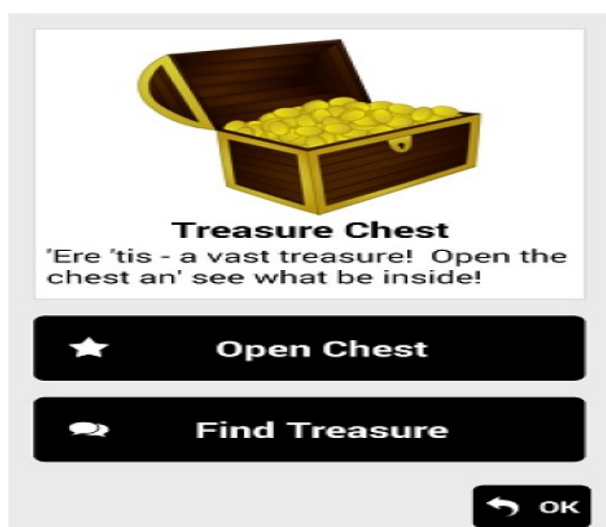 Treasure Chest
'Ere 'tis - a vast treasure!  Open the
chest an' see what be inside!
Open Chest
Find Treasure
OK